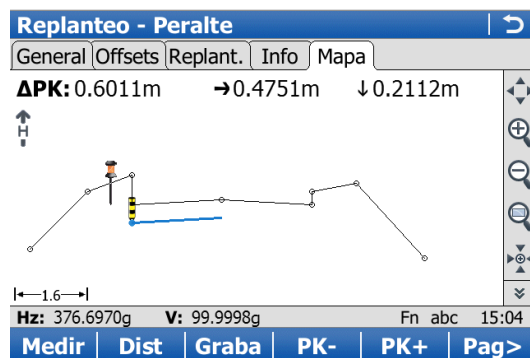 Replanteo - Peralte
General Offsets Replant. Info Mapa
ΔPK: 0.6011m →0.4751m ↓0.2112m
H
1.6
Hz: 376.6970g V: 99.9998g Fn abc 15:04
Medir Dist Graba PK- PK+ Pag>